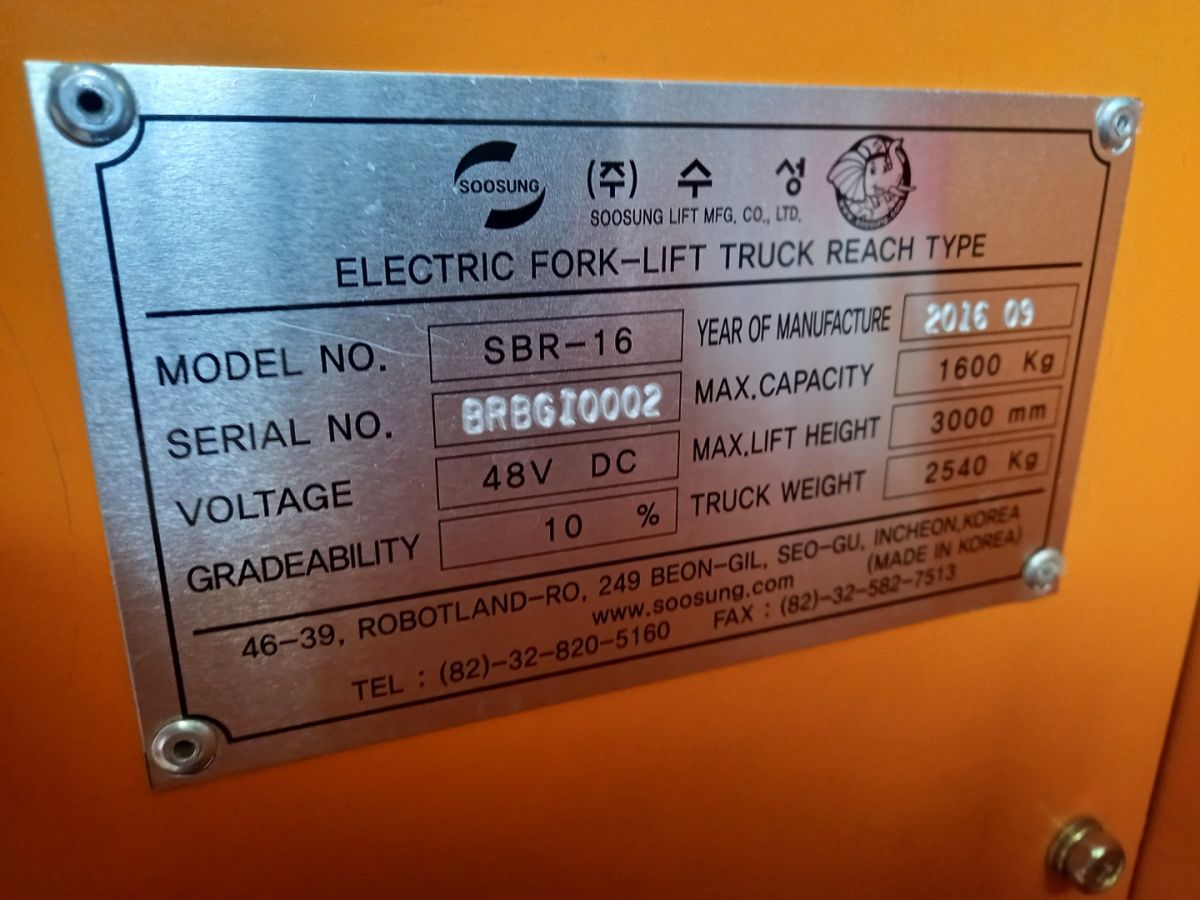 SOOSUNG
(주) 수 성
SOOSUNG LIFT MFG. CO., LTD.
www.soosung.com
ELECTRIC FORK-LIFT TRUCK REACH TYPE
MODEL NO. SBR-16
YEAR OF MANUFACTURE 2016 09
SERIAL NO. BRBGI0002
MAX.CAPACITY 1600 Kg
VOLTAGE 48V DC
MAX.LIFT HEIGHT 3000 mm
GRADEABILITY 10 %
TRUCK WEIGHT 2540 Kg
46-39, ROBOTLAND-RO, 249 BEON-GIL, SEO-GU, INCHEON,KOREA
www.soosung.com (MADE IN KOREA)
TEL : (82)-32-820-5160 FAX : (82)-32-582-7513